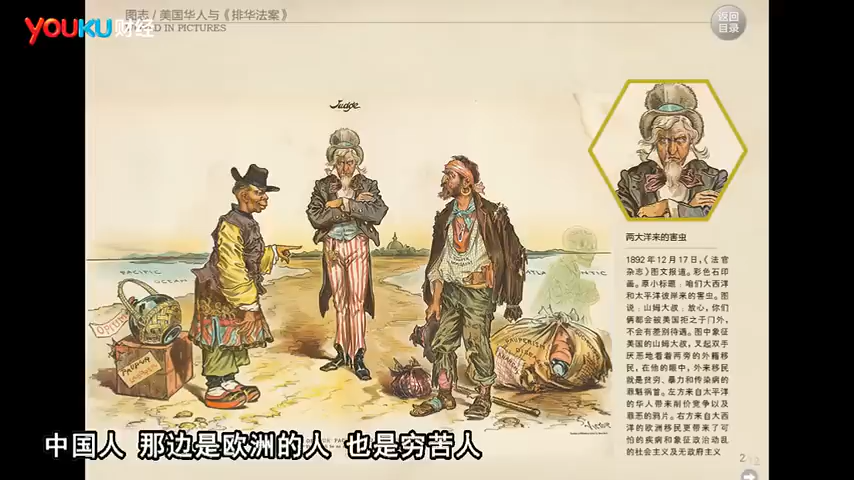 图志 / 美国华人与《排华法案》
YOUKU 财经
D IN PICTURES
返回
目录
Judge
两大洋来的害虫
1892年12月17日，《法官
杂志》图文报道。彩色石印
画。原小标题：咱们大西洋
和太平洋彼岸来的害虫。图
说：山姆大叔：放心，你们
俩都会被美国拒之于门外，
不会有差别待遇。图中象征
美国的山姆大叔，叉起双手
厌恶地看着两旁的外籍移
民，在他的眼中，外来移民
就是贫穷、暴力和传染病的
罪魁祸首。左方来自太平洋
的华人带来削价竞争以及
罪恶的鸦片。右方来自大西
洋的欧洲移民更带来了可
怕的疾病和象征政治动乱
的社会主义及无政府主义
PACIFIC
OCEAN
ATLANTIC
OPIUM
PAUPER
PAUPERISM
中国人 那边是欧洲的人 也是穷苦人